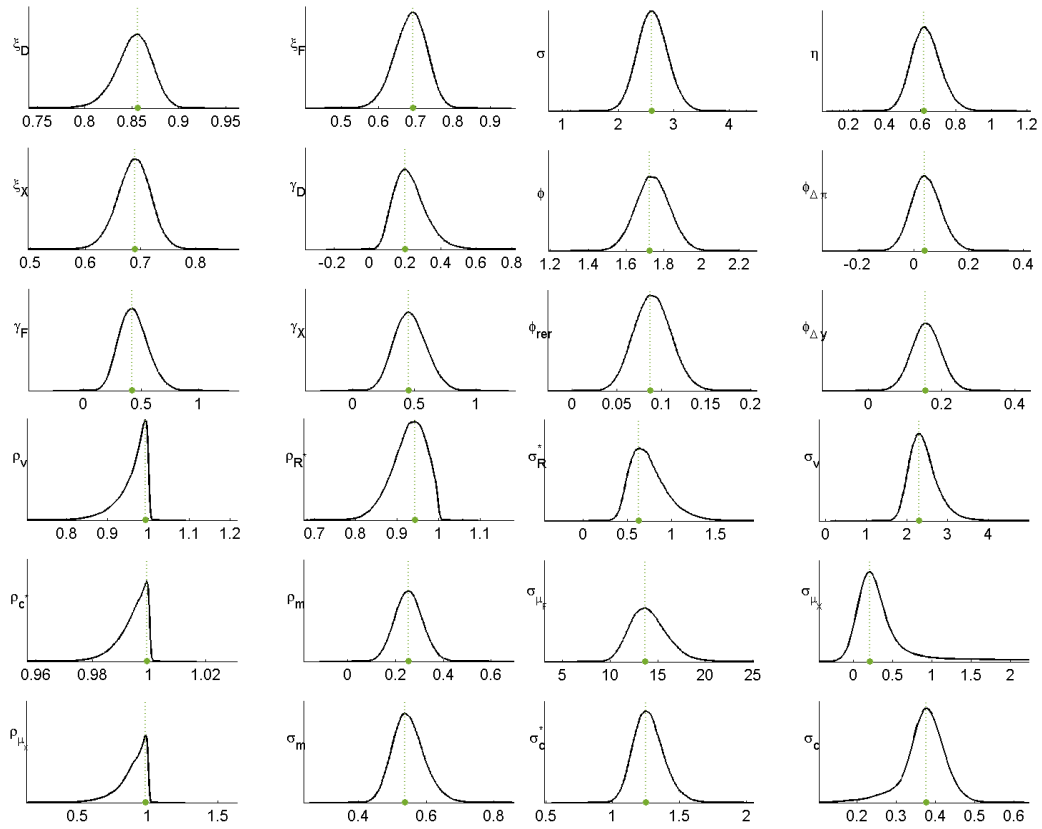 ξD ξF σ η
0.75 0.8 0.85 0.9 0.95 0.5 0.6 0.7 0.8 0.9 1 2 3 4 0.2 0.4 0.6 0.8 1 1.2
ξX γD ϕ ϕΔπ
0.5 0.6 0.7 0.8 -0.2 0 0.2 0.4 0.6 0.8 1.2 1.4 1.6 1.8 2 2.2 -0.2 0 0.2 0.4
γF γX ϕrer ϕΔy
0 0.5 1 0 0.5 1 0 0.05 0.1 0.15 0.2 0 0.2 0.4
ρv ρR* σR* σv
0.8 0.9 1 1.1 1.2 0.7 0.8 0.9 1 1.1 0 0.5 1 1.5 0 1 2 3 4
ρc* ρm σμF σμX
0.96 0.98 1 1.02 0 0.2 0.4 0.6 5 10 15 20 25 0 0.5 1 1.5 2
ρμX σm σc* σc
0.5 1 1.5 0.3 0.4 0.5 0.6 0.7 0.8 0.5 1 1.5 2 0.2 0.3 0.4 0.5 0.6